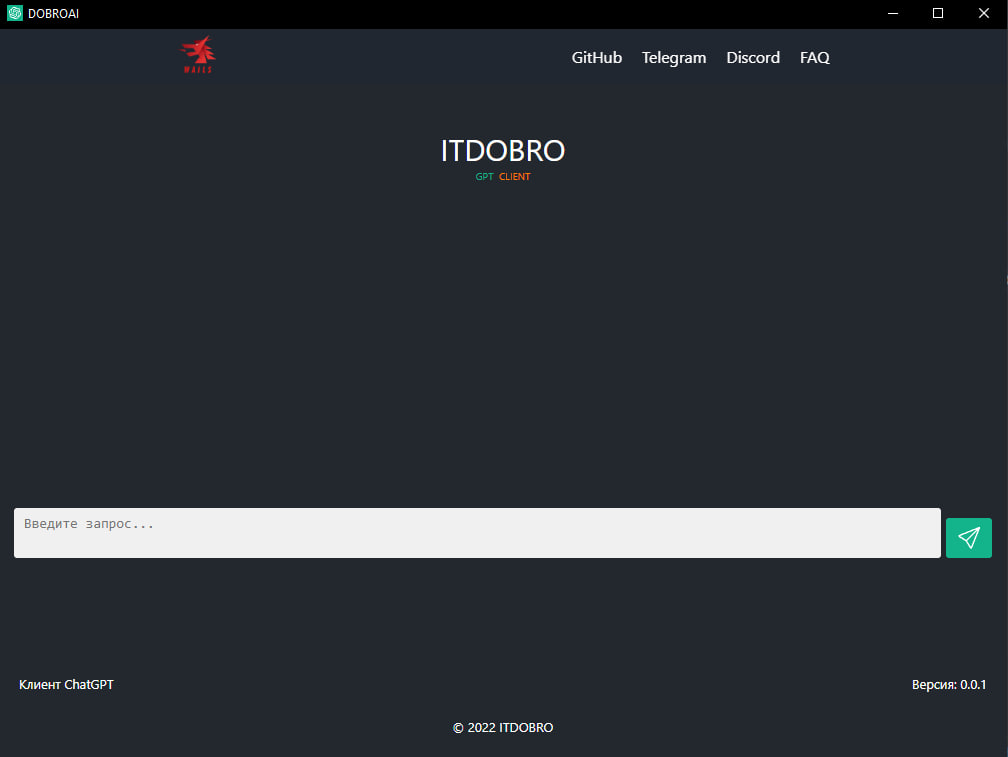 DOBROAI
WAILS
GitHub Telegram Discord FAQ
ITDOBRO
GPT CLIENT
Введите запрос...
Клиент ChatGPT
Версия: 0.0.1
© 2022 ITDOBRO